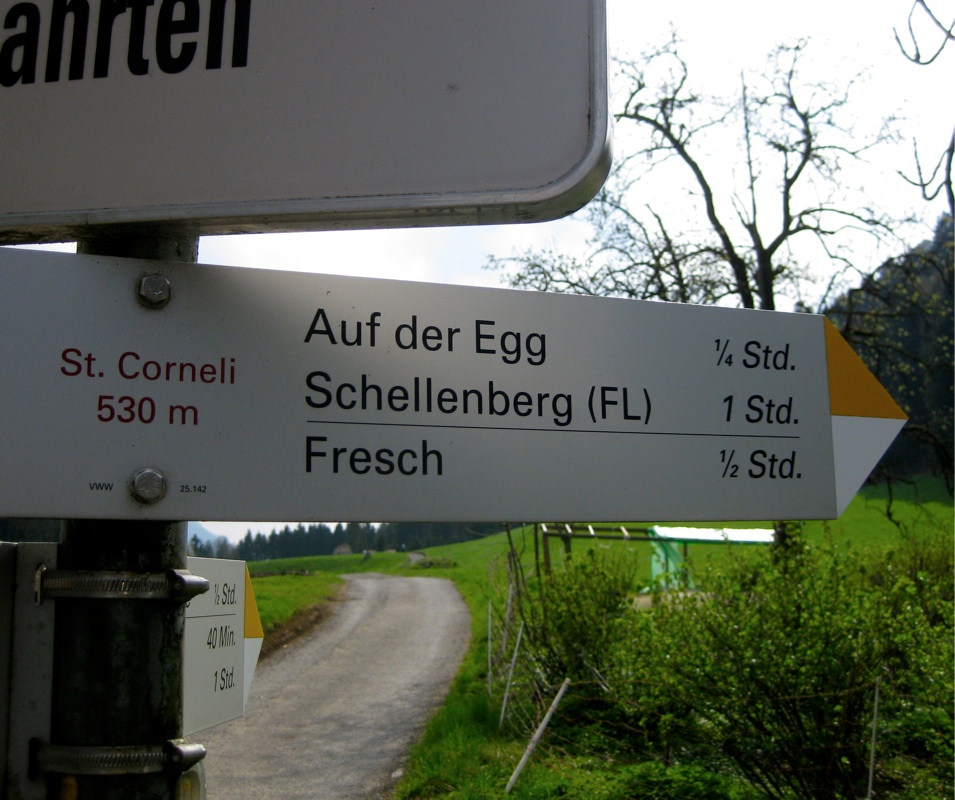 ahrten
Auf der Egg ¼ Std.
St. Corneli
Schellenberg (FL) 1 Std.
530 m
Fresch ½ Std.
VWW 25.142
½ Std.
40 Min.
1 Std.